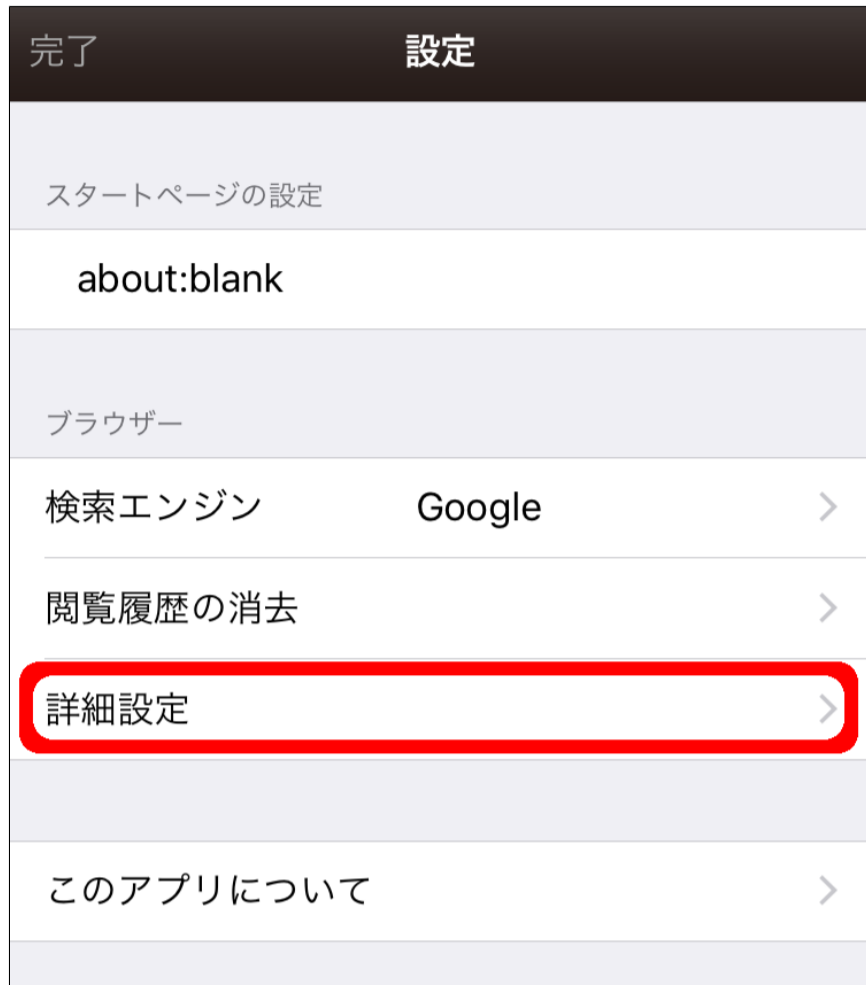 完了 設定
スタートページの設定
about:blank
ブラウザー
検索エンジン Google
閲覧履歴の消去
詳細設定
このアプリについて